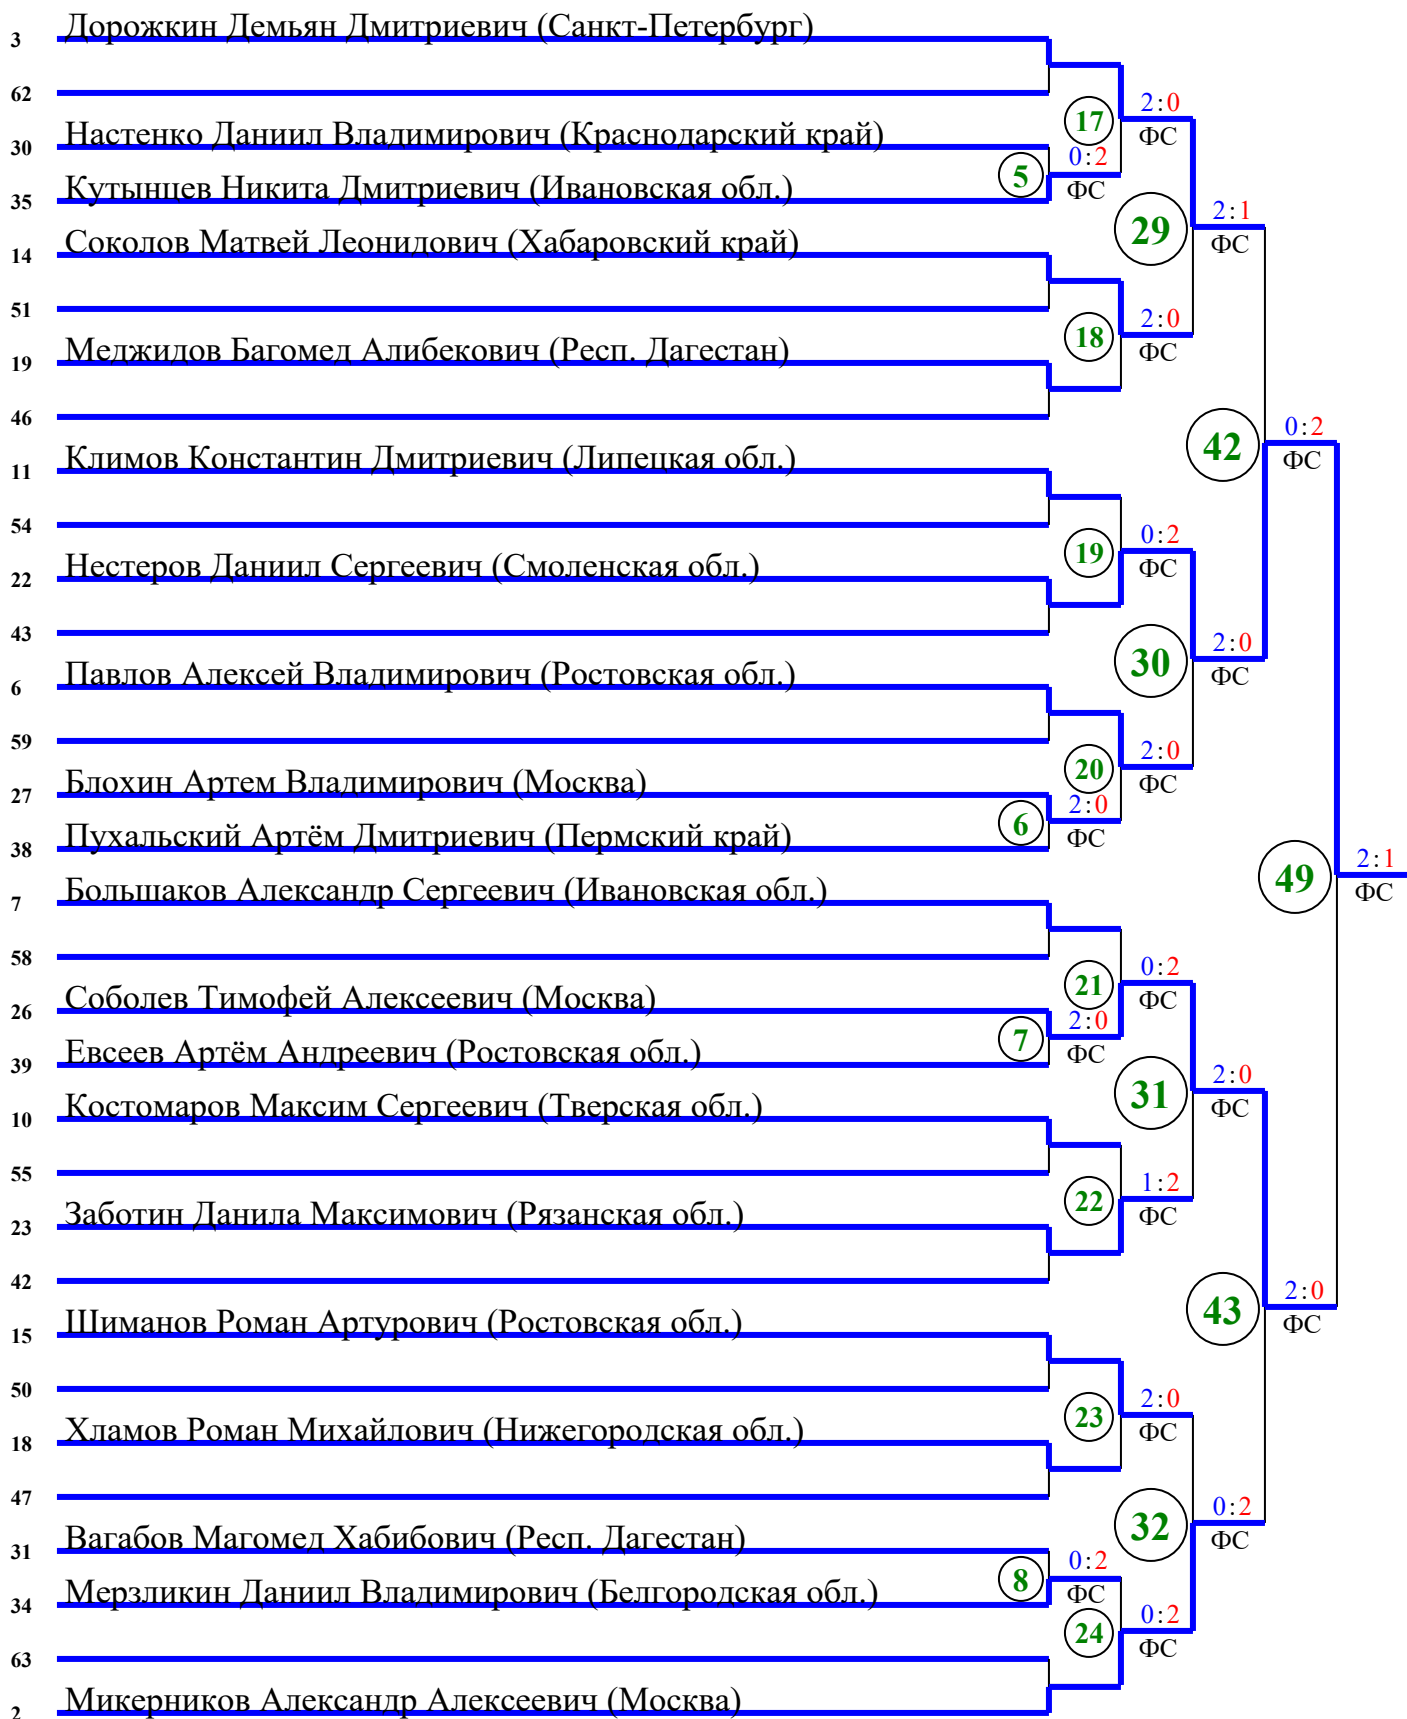 3 Дорожкин Демьян Дмитриевич (Санкт-Петербург)
62
2:0
17
ФС
30 Настенко Даниил Владимирович (Краснодарский край)
0:2
5
ФС
35 Кутынцев Никита Дмитриевич (Ивановская обл.)
2:1
29
ФС
14 Соколов Матвей Леонидович (Хабаровский край)
51
2:0
18
ФС
19 Меджидов Багомед Алибекович (Респ. Дагестан)
46
0:2
42
ФС
11 Климов Константин Дмитриевич (Липецкая обл.)
54
0:2
19
ФС
22 Нестеров Даниил Сергеевич (Смоленская обл.)
43
2:0
30
ФС
6 Павлов Алексей Владимирович (Ростовская обл.)
59
2:0
20
ФС
27 Блохин Артем Владимирович (Москва)
2:0
6
ФС
38 Пухальский Артём Дмитриевич (Пермский край)
2:1
49
ФС
7 Большаков Александр Сергеевич (Ивановская обл.)
58
0:2
21
ФС
26 Соболев Тимофей Алексеевич (Москва)
2:0
7
ФС
39 Евсеев Артём Андреевич (Ростовская обл.)
2:0
31
ФС
10 Костомаров Максим Сергеевич (Тверская обл.)
55
1:2
22
ФС
23 Заботин Данила Максимович (Рязанская обл.)
42
2:0
43
ФС
15 Шиманов Роман Артурович (Ростовская обл.)
50
2:0
23
ФС
18 Хламов Роман Михайлович (Нижегородская обл.)
47
0:2
32
ФС
31 Вагабов Магомед Хабибович (Респ. Дагестан)
0:2
8
ФС
34 Мерзликин Даниил Владимирович (Белгородская обл.)
0:2
24
ФС
63
2 Микерников Александр Алексеевич (Москва)